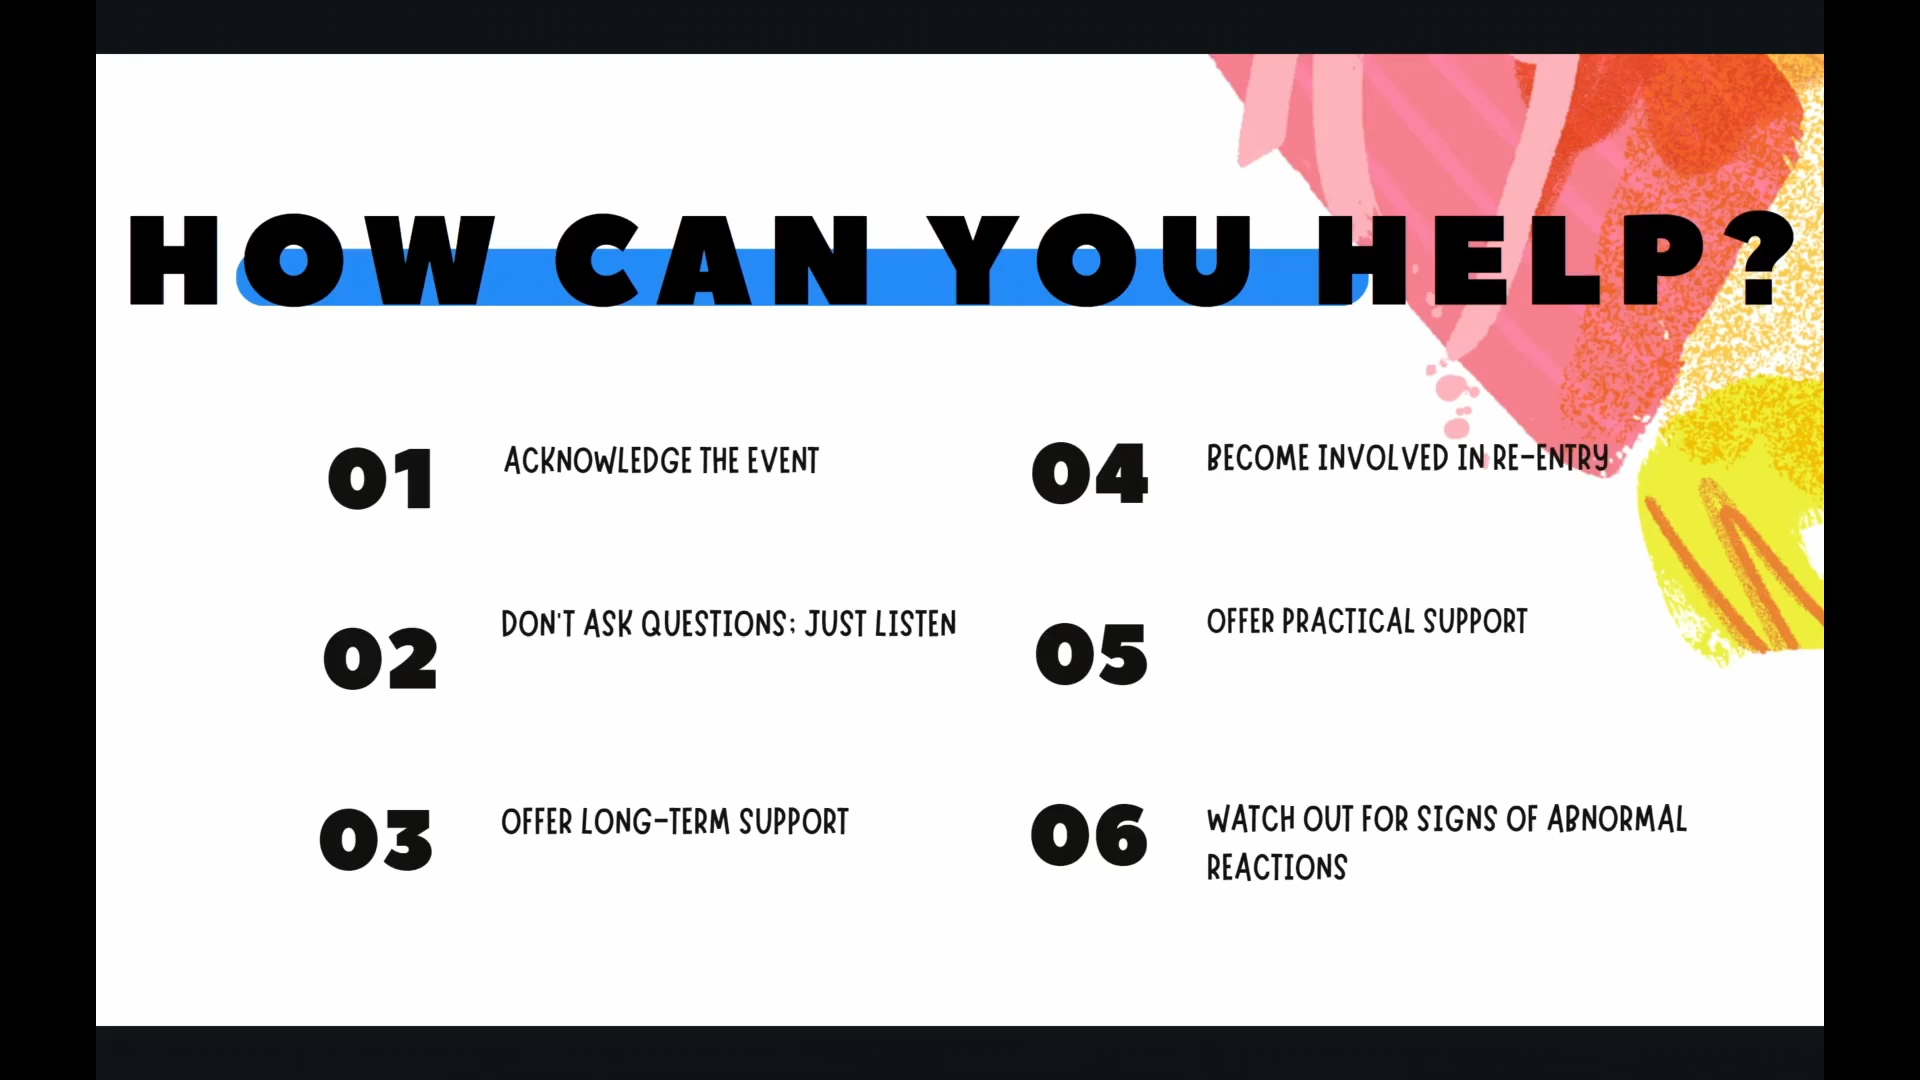 HOW CAN YOU HELP?
01
ACKNOWLEDGE THE EVENT
02
DON'T ASK QUESTIONS; JUST LISTEN
03
OFFER LONG-TERM SUPPORT
04
BECOME INVOLVED IN RE-ENTRY
05
OFFER PRACTICAL SUPPORT
06
WATCH OUT FOR SIGNS OF ABNORMAL
REACTIONS